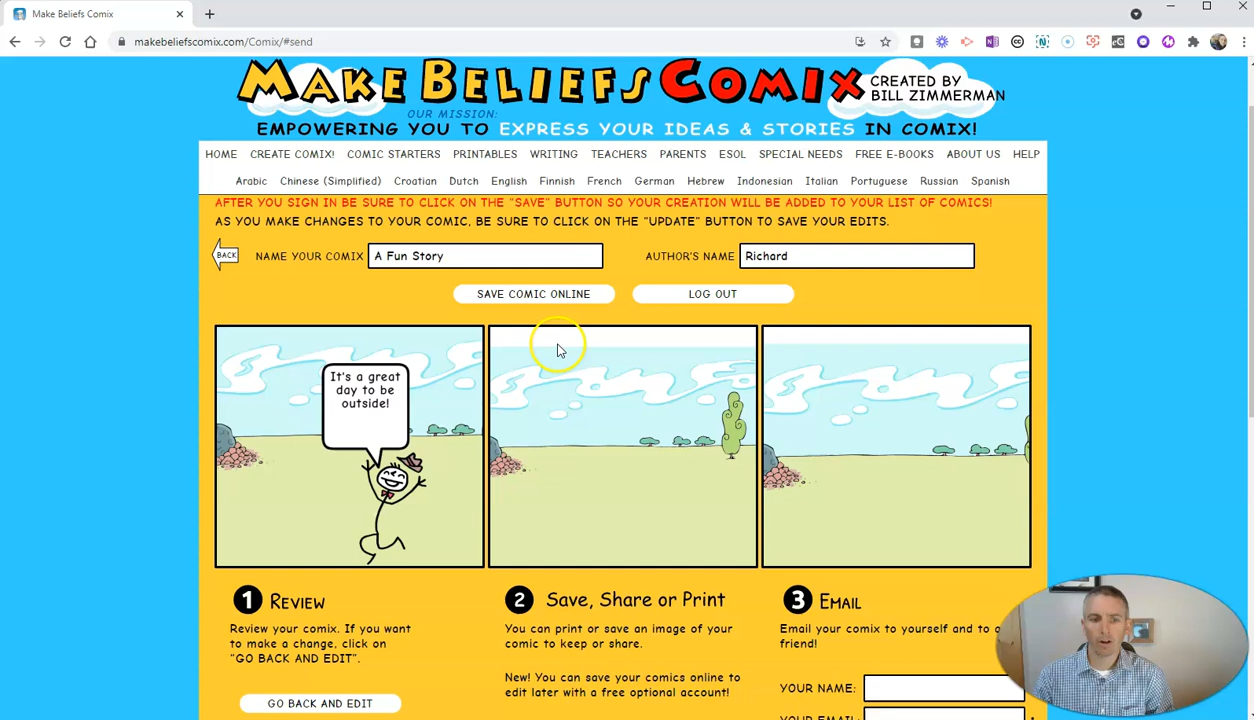 Make Beliefs Comix
makebeliefscomix.com/Comix/#send
MAKE BELIEFS COMIX
CREATED BY
BILL ZIMMERMAN
OUR MISSION:
EMPOWERING YOU TO EXPRESS YOUR IDEAS & STORIES IN COMIX!
HOME CREATE COMIX! COMIC STARTERS PRINTABLES WRITING TEACHERS PARENTS ESOL SPECIAL NEEDS FREE E-BOOKS ABOUT US HELP
Arabic Chinese (Simplified) Croatian Dutch English Finnish French German Hebrew Indonesian Italian Portuguese Russian Spanish
AFTER YOU SIGN IN BE SURE TO CLICK ON THE "SAVE" BUTTON SO YOUR CREATION WILL BE ADDED TO YOUR LIST OF COMICS!
AS YOU MAKE CHANGES TO YOUR COMIC, BE SURE TO CLICK ON THE "UPDATE" BUTTON TO SAVE YOUR EDITS.
BACK NAME YOUR COMIX A Fun Story AUTHOR'S NAME Richard
SAVE COMIC ONLINE LOG OUT
It's a great
day to be
outside!
1 REVIEW
Review your comix. If you want
to make a change, click on
"GO BACK AND EDIT".
GO BACK AND EDIT
2 Save, Share or Print
You can print or save an image of your
comic to keep or share.
New! You can save your comics online to
edit later with a free optional account!
3 EMAIL
Email your comix to yourself and to a
friend!
YOUR NAME: